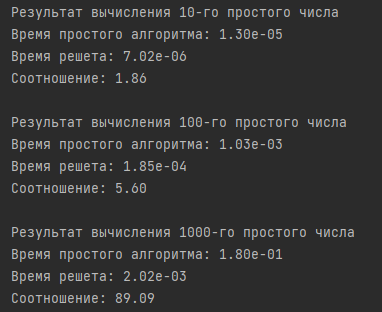 Результат вычисления 10-го простого числа
Время простого алгоритма: 1.30e-05
Время решета: 7.02e-06
Соотношение: 1.86
Результат вычисления 100-го простого числа
Время простого алгоритма: 1.03e-03
Время решета: 1.85e-04
Соотношение: 5.60
Результат вычисления 1000-го простого числа
Время простого алгоритма: 1.80e-01
Время решета: 2.02e-03
Соотношение: 89.09